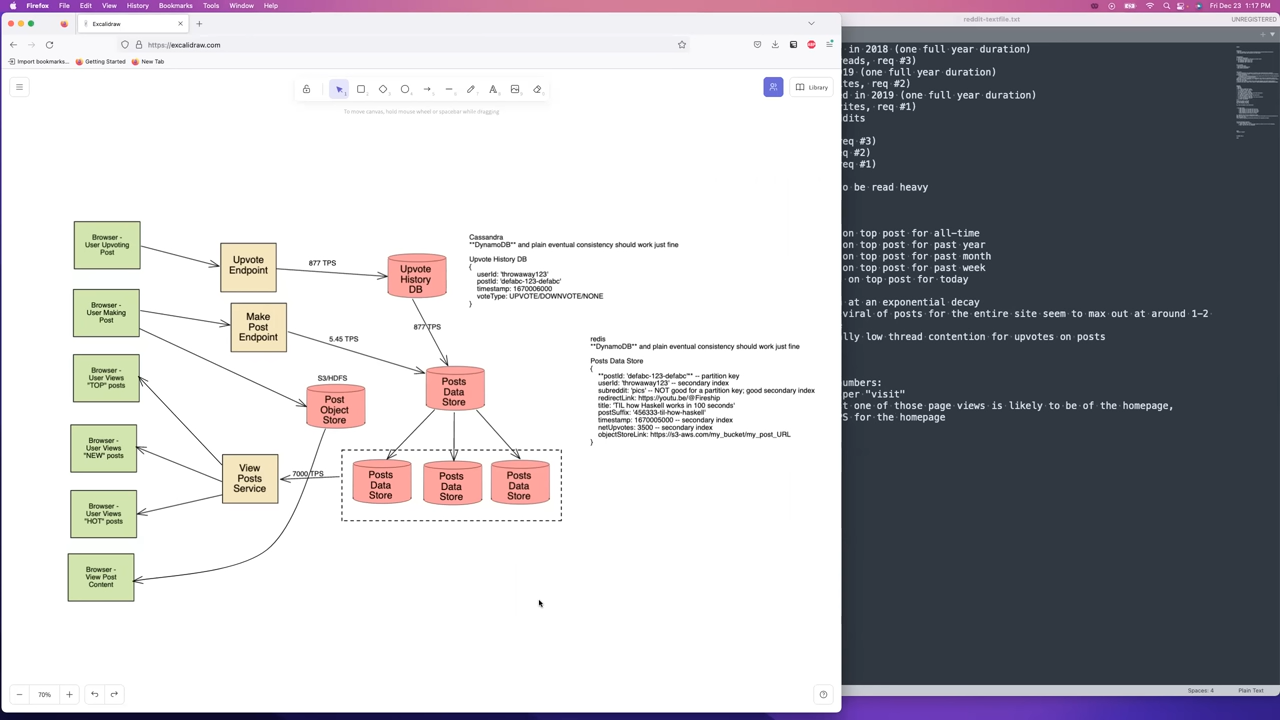 Firefox File Edit View History Bookmarks Tools Window Help
Fri Dec 23 1:17 PM
Excalidraw
reddit-textfile.txt
UNREGISTERED
https://excalidraw.com
Import bookmarks...
Getting Started
New Tab
Library
To move canvas, hold mouse wheel or spacebar while dragging
Browser -
User Upvoting
Post
Upvote
Endpoint
877 TPS
Upvote
History
DB
Cassandra
**DynamoDB** and plain eventual consistency should work just fine
Upvote History DB
{
userId: 'throwaway123'
postId: 'defabc-123-defabc'
timestamp: 1670006000
voteType: UPVOTE/DOWNVOTE/NONE
}
Browser -
User Making
Post
Make
Post
Endpoint
877 TPS
5.45 TPS
redis
**DynamoDB** and plain eventual consistency should work just fine
Posts Data Store
{
**postId: 'defabc-123-defabc'** -- partition key
userId: 'throwaway123' -- secondary index
subreddit: 'pics' -- NOT good for a partition key; good secondary index
redirectLink: https://youtu.be/@Fireship
title: 'TIL how Haskell works in 100 seconds'
postSuffix: '456333-til-how-haskell'
timestamp: 1670005000 -- secondary index
netUpvotes: 3500 -- secondary index
objectStoreLink: https://s3-aws.com/my_bucket/my_post_URL
}
Browser -
User Views
"TOP" posts
S3/HDFS
Post
Object
Store
Posts
Data
Store
Browser -
User Views
"NEW" posts
View
Posts
Service
7000 TPS
Posts
Data
Store
Posts
Data
Store
Posts
Data
Store
Browser -
User Views
"HOT" posts
Browser -
View Post
Content
70%
in 2018 (one full year duration)
eads, req #3)
19 (one full year duration)
ites, req #2)
d in 2019 (one full year duration)
rites, req #1)
dits
eq #3)
eq #2)
eq #1)
o be read heavy
on top post for all-time
on top post for past year
on top post for past month
on top post for past week
on top post for today
at an exponential decay
viral of posts for the entire site seem to max out at around 1-2
lly low thread contention for upvotes on posts
umbers:
per "visit"
t one of those page views is likely to be of the homepage,
S for the homepage
Spaces: 4
Plain Text